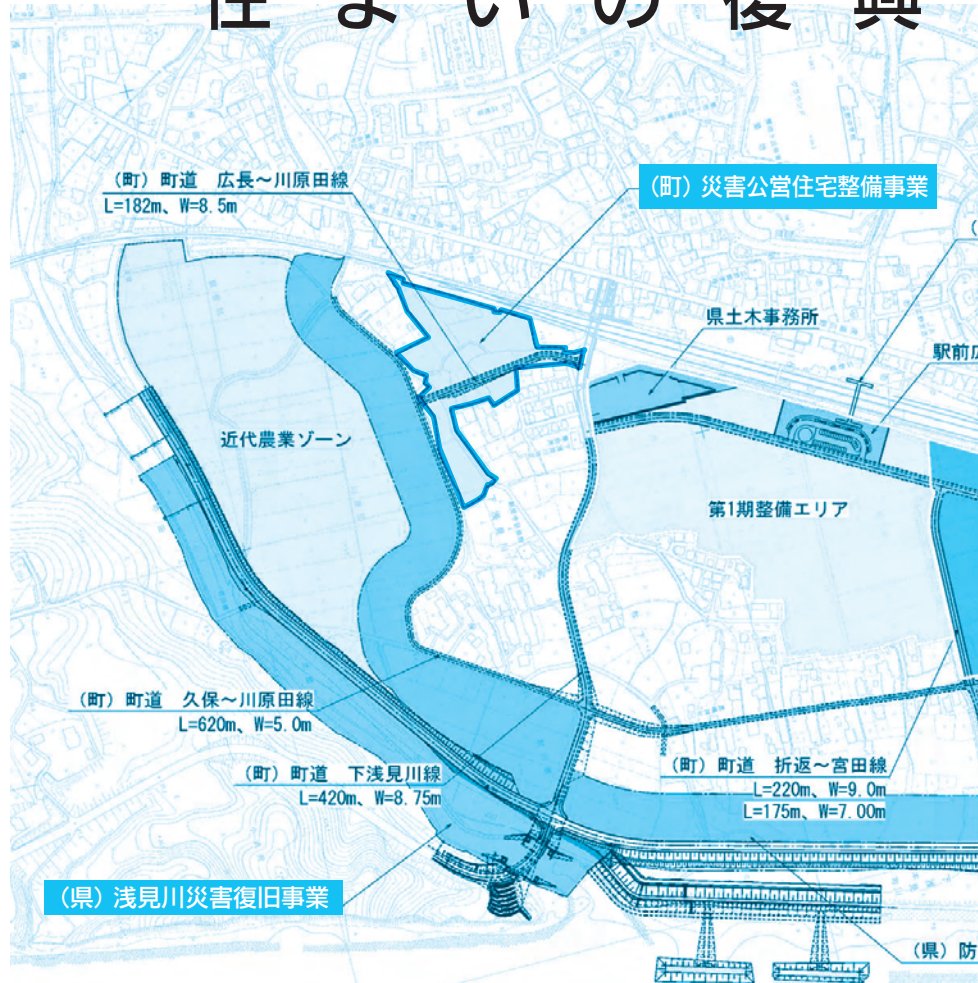 住まいの復興
(町) 町道 広長～川原田線
L=182m、W=8.5m
(町) 災害公営住宅整備事業
県土木事務所
駅前広
近代農業ゾーン
第1期整備エリア
(町) 町道 久保～川原田線
L=620m、W=5.0m
(町) 町道 下浅見川線
L=420m、W=8.75m
(町) 町道 折返～宮田線
L=220m、W=9.0m
L=175m、W=7.00m
(県) 浅見川災害復旧事業
(県) 防